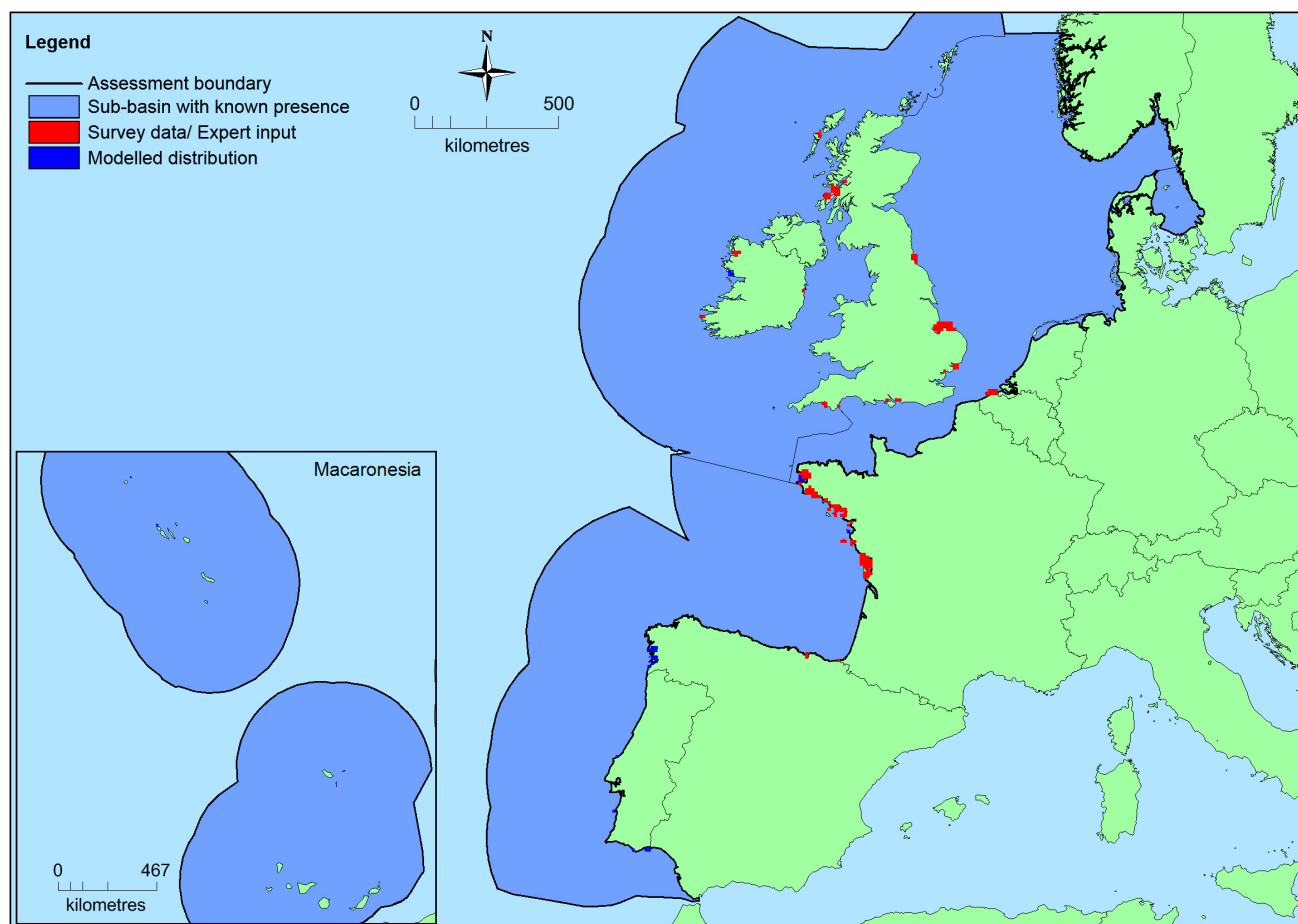 Legend
Assessment boundary
Sub-basin with known presence
Survey data/ Expert input
Modelled distribution
N
0 500
kilometres
Macaronesia
0 467
kilometres